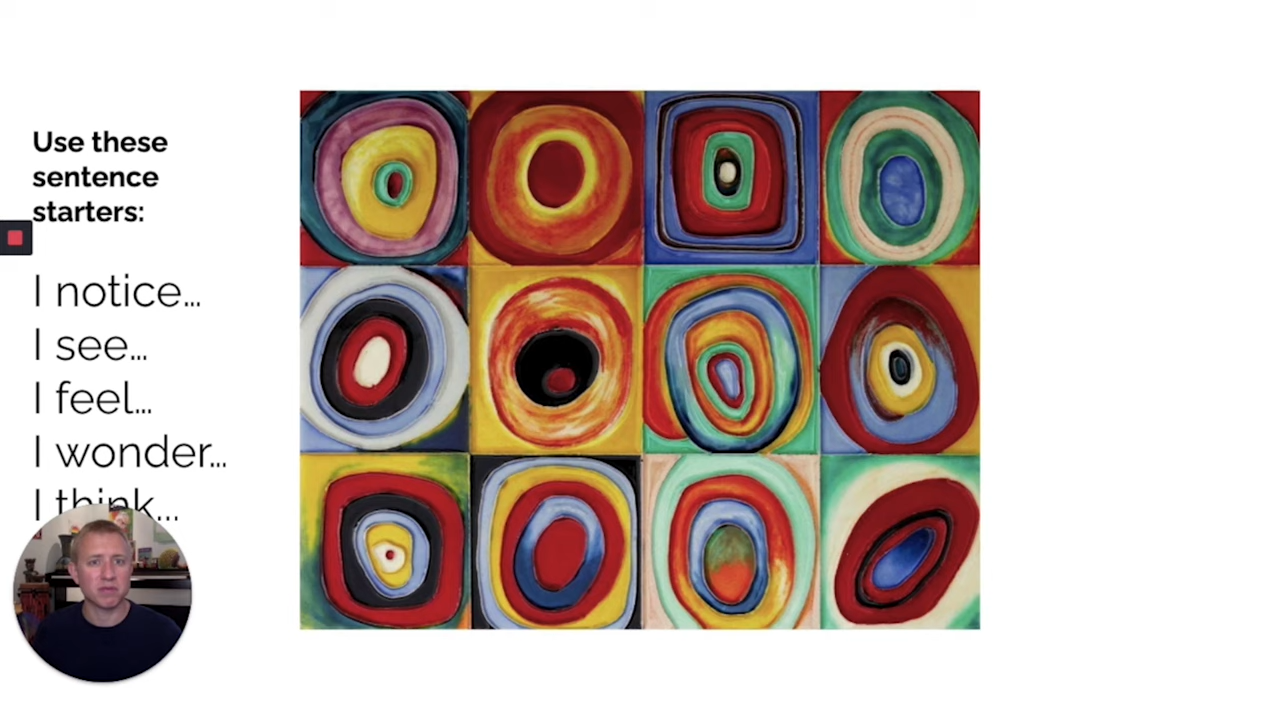 Use these
sentence
starters:
I notice...
I see...
I feel...
I wonder...
I think...